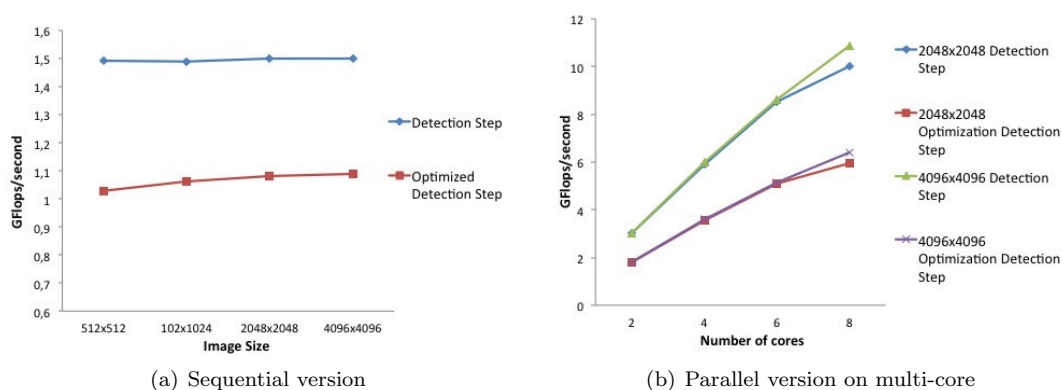 1,6
1,5
1,4
1,3
1,2
1,1
1
0,9
0,8
0,7
0,6
GFlops/second
512x512 102x1024 2048x2048 4096x4096
Image Size
Detection Step
Optimized
Detection Step
(a) Sequential version
12
10
8
6
4
2
0
GFlops/second
2 4 6 8
Number of cores
2048x2048 Detection
Step
2048x2048
Optimization Detection
Step
4096x4096 Detection
Step
4096x4096
Optimization Detection
Step
(b) Parallel version on multi-core